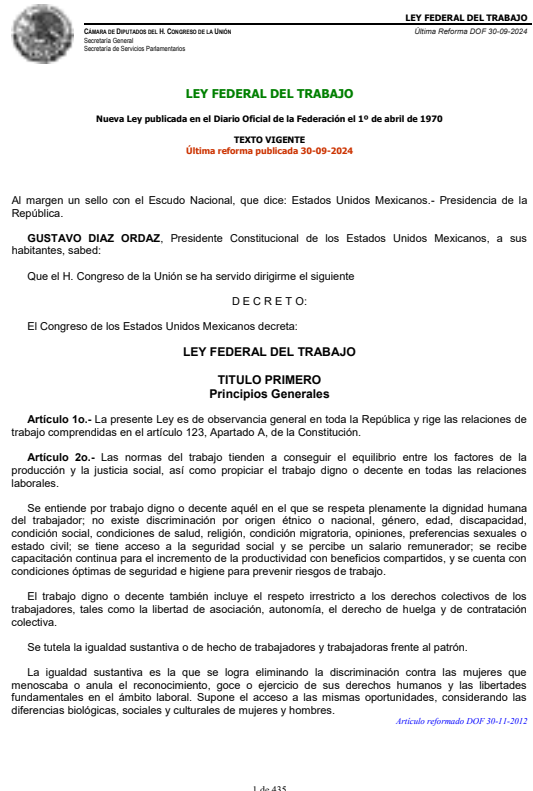 LEY FEDERAL DEL TRABAJO
CÁMARA DE DIPUTADOS DEL H. CONGRESO DE LA UNIÓN
Última Reforma DOF 30-09-2024
Secretaría General
Secretaría de Servicios Parlamentarios
LEY FEDERAL DEL TRABAJO
Nueva Ley publicada en el Diario Oficial de la Federación el 1º de abril de 1970
TEXTO VIGENTE
Última reforma publicada 30-09-2024
Al margen un sello con el Escudo Nacional, que dice: Estados Unidos Mexicanos.- Presidencia de la
República.
GUSTAVO DIAZ ORDAZ, Presidente Constitucional de los Estados Unidos Mexicanos, a sus
habitantes, sabed:
Que el H. Congreso de la Unión se ha servido dirigirme el siguiente
D E C R E T O:
El Congreso de los Estados Unidos Mexicanos decreta:
LEY FEDERAL DEL TRABAJO
TITULO PRIMERO
Principios Generales
Artículo 1o.- La presente Ley es de observancia general en toda la República y rige las relaciones de
trabajo comprendidas en el artículo 123, Apartado A, de la Constitución.
Artículo 2o.- Las normas del trabajo tienden a conseguir el equilibrio entre los factores de la
producción y la justicia social, así como propiciar el trabajo digno o decente en todas las relaciones
laborales.
Se entiende por trabajo digno o decente aquél en el que se respeta plenamente la dignidad humana
del trabajador; no existe discriminación por origen étnico o nacional, género, edad, discapacidad,
condición social, condiciones de salud, religión, condición migratoria, opiniones, preferencias sexuales o
estado civil; se tiene acceso a la seguridad social y se percibe un salario remunerador; se recibe
capacitación continua para el incremento de la productividad con beneficios compartidos, y se cuenta con
condiciones óptimas de seguridad e higiene para prevenir riesgos de trabajo.
El trabajo digno o decente también incluye el respeto irrestricto a los derechos colectivos de los
trabajadores, tales como la libertad de asociación, autonomía, el derecho de huelga y de contratación
colectiva.
Se tutela la igualdad sustantiva o de hecho de trabajadores y trabajadoras frente al patrón.
La igualdad sustantiva es la que se logra eliminando la discriminación contra las mujeres que
menoscaba o anula el reconocimiento, goce o ejercicio de sus derechos humanos y las libertades
fundamentales en el ámbito laboral. Supone el acceso a las mismas oportunidades, considerando las
diferencias biológicas, sociales y culturales de mujeres y hombres.
Artículo reformado DOF 30-11-2012
1 de 435